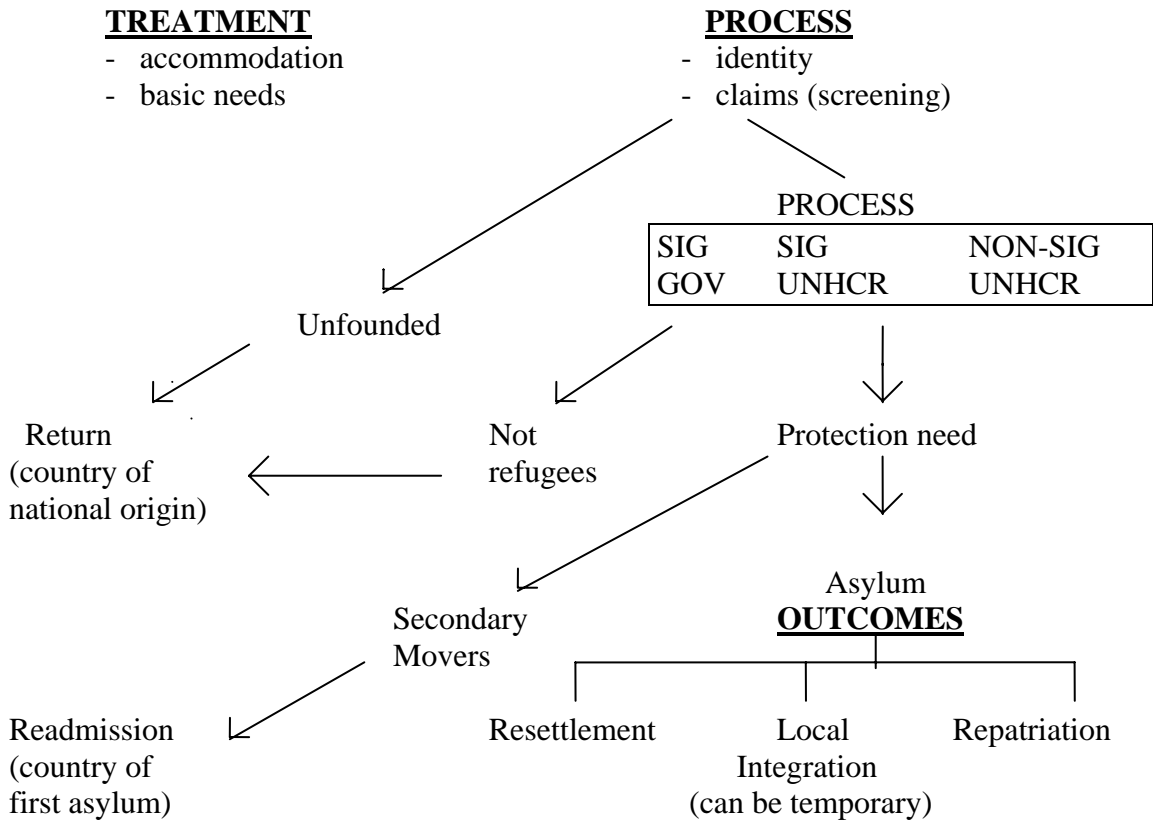 TREATMENT
- accommodation
- basic needs
PROCESS
- identity
- claims (screening)
PROCESS
SIG SIG NON-SIG
GOV UNHCR UNHCR
Unfounded
Return
(country of
national origin)
Not
refugees
Protection need
Secondary
Movers
Asylum
OUTCOMES
Readmission
(country of
first asylum)
Resettlement
Local
Integration
(can be temporary)
Repatriation